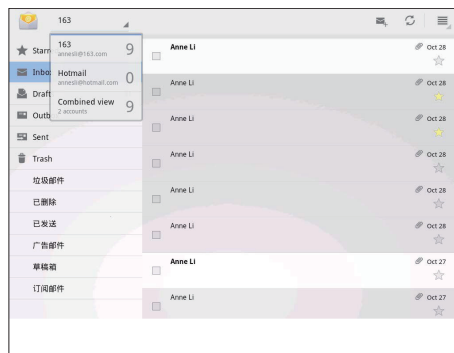 163
163
annesli@163.com
9
Hotmail
annesli@hotmail.com
0
Combined view
2 accounts
9
Starr
Inbo
Draft
Outb
Sent
Trash
垃圾邮件
已删除
已发送
广告邮件
草稿箱
订阅邮件
Anne Li
Oct 28
Anne Li
Oct 28
Anne Li
Oct 28
Anne Li
Oct 28
Anne Li
Oct 28
Anne Li
Oct 28
Anne Li
Oct 27
Anne Li
Oct 27